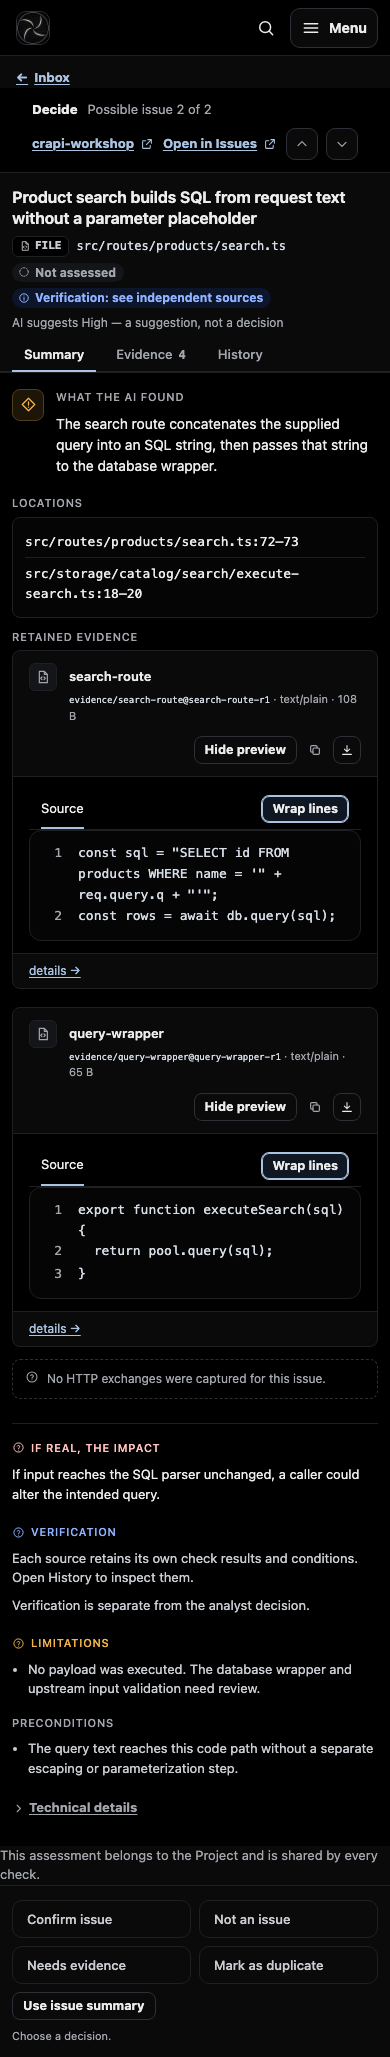 Menu
← Inbox
Decide Possible issue 2 of 2
crapi-workshop Open in Issues
Product search builds SQL from request text
without a parameter placeholder
FILE src/routes/products/search.ts
Not assessed
Verification: see independent sources
AI suggests High — a suggestion, not a decision
Summary Evidence 4 History
WHAT THE AI FOUND
The search route concatenates the supplied
query into an SQL string, then passes that string
to the database wrapper.
LOCATIONS
src/routes/products/search.ts:72–73
src/storage/catalog/search/execute-
search.ts:18–20
RETAINED EVIDENCE
search-route
evidence/search-route@search-route-r1 · text/plain · 108
B
Hide preview
Source Wrap lines
1 const sql = "SELECT id FROM
products WHERE name = '" +
req.query.q + "'";
2 const rows = await db.query(sql);
details →
query-wrapper
evidence/query-wrapper@query-wrapper-r1 · text/plain ·
65 B
Hide preview
Source Wrap lines
1 export function executeSearch(sql)
{
2 return pool.query(sql);
3 }
details →
No HTTP exchanges were captured for this issue.
IF REAL, THE IMPACT
If input reaches the SQL parser unchanged, a caller could
alter the intended query.
VERIFICATION
Each source retains its own check results and conditions.
Open History to inspect them.
Verification is separate from the analyst decision.
LIMITATIONS
• No payload was executed. The database wrapper and
upstream input validation need review.
PRECONDITIONS
• The query text reaches this code path without a separate
escaping or parameterization step.
Technical details
This assessment belongs to the Project and is shared by every
check.
Confirm issue Not an issue
Needs evidence Mark as duplicate
Use issue summary
Choose a decision.